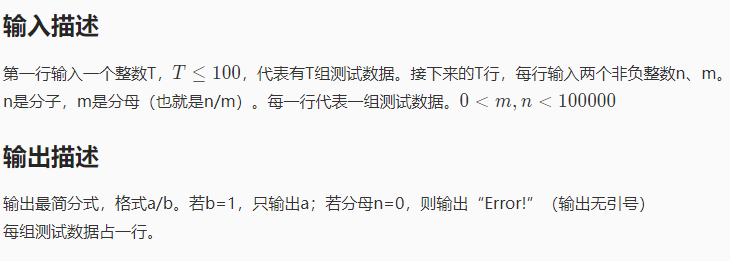 输入描述
第一行输入一个整数T，T ≤ 100，代表有T组测试数据。接下来的T行，每行输入两个非负整数n、m。
n是分子，m是分母（也就是n/m）。每一行代表一组测试数据。0 < m, n < 100000
输出描述
输出最简分式，格式a/b。若b=1，只输出a；若分母n=0，则输出“Error!”（输出无引号）
每组测试数据占一行。